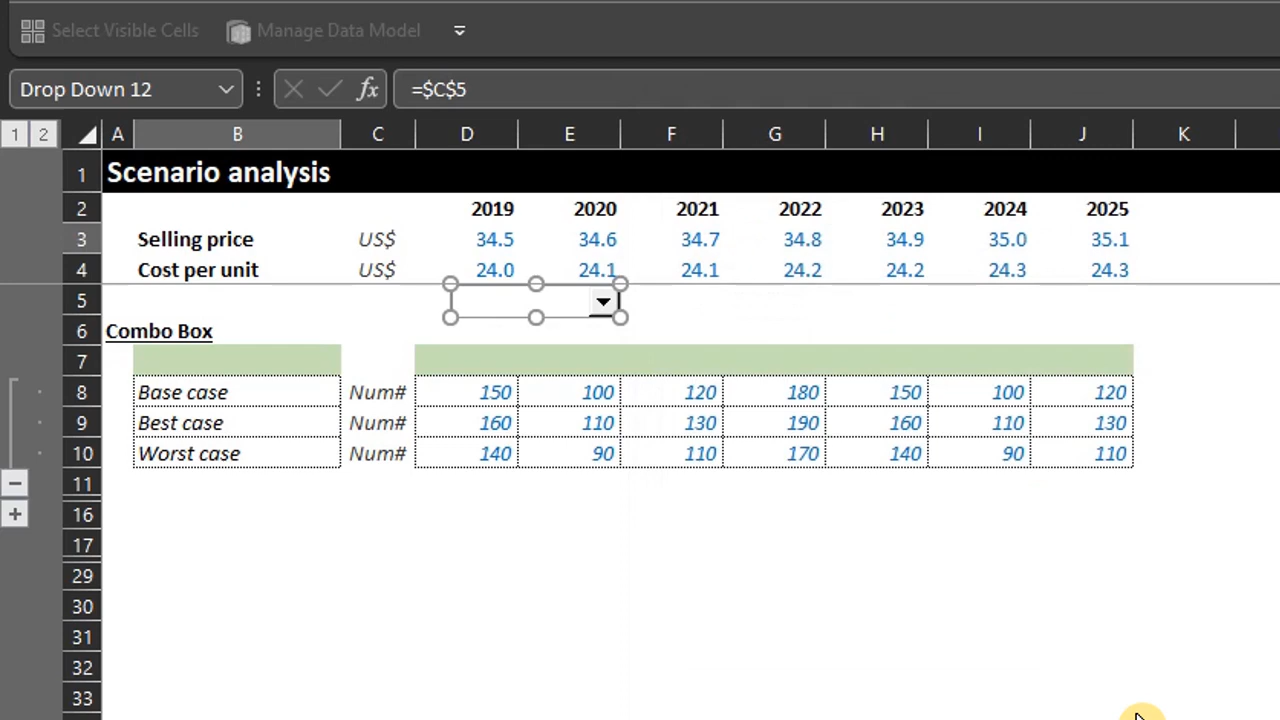 Select Visible Cells Manage Data Model
Drop Down 12 fx =$C$5
1 2 A B C D E F G H I J K
1 Scenario analysis
2 2019 2020 2021 2022 2023 2024 2025
3 Selling price US$ 34.5 34.6 34.7 34.8 34.9 35.0 35.1
4 Cost per unit US$ 24.0 24.1 24.1 24.2 24.2 24.3 24.3
5
6 Combo Box
7
8 Base case Num# 150 100 120 180 150 100 120
9 Best case Num# 160 110 130 190 160 110 130
10 Worst case Num# 140 90 110 170 140 90 110
11
16
17
29
30
31
32
33